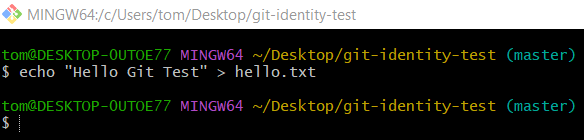 MINGW64:/c/Users/tom/Desktop/git-identity-test
tom@DESKTOP-OUTOE77 MINGW64 ~/Desktop/git-identity-test (master)
$ echo "Hello Git Test" > hello.txt
tom@DESKTOP-OUTOE77 MINGW64 ~/Desktop/git-identity-test (master)
$